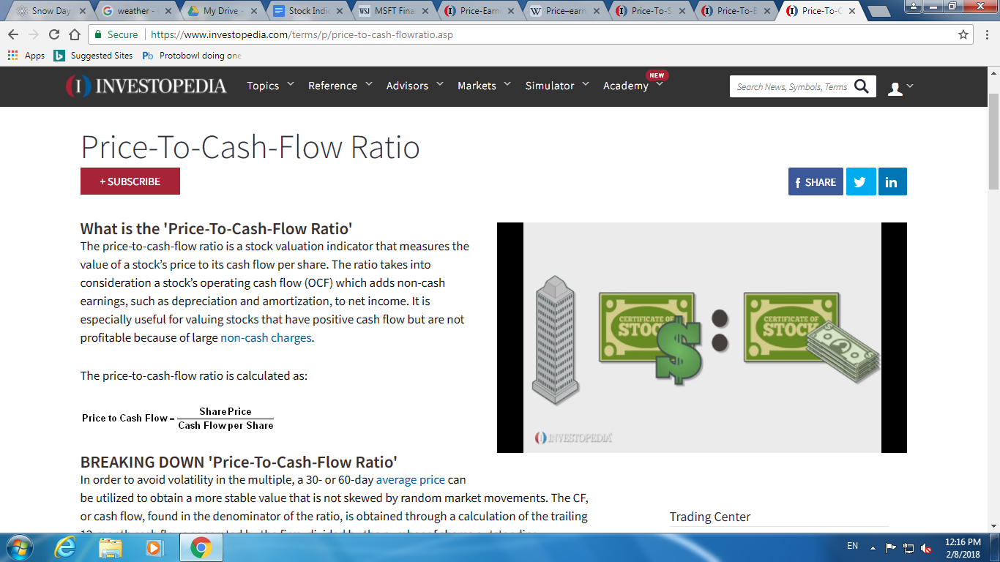 Snow Day
weather -
My Drive -
Stock Indi
MSFT Fina
Price-Earn
Price–earn
Price-To-S
Price-To-E
Price-To-C
Secure
https://www.investopedia.com/terms/p/price-to-cash-flowratio.asp
Apps
Suggested Sites
Protobowl doing one
INVESTOPEDIA
Topics
Reference
Advisors
Markets
Simulator
Academy
NEW
Search News, Symbols, Terms
Price-To-Cash-Flow Ratio
+ SUBSCRIBE
f SHARE
in
What is the 'Price-To-Cash-Flow Ratio'
The price-to-cash-flow ratio is a stock valuation indicator that measures the
value of a stock’s price to its cash flow per share. The ratio takes into
consideration a stock’s operating cash flow (OCF) which adds non-cash
earnings, such as depreciation and amortization, to net income. It is
especially useful for valuing stocks that have positive cash flow but are not
profitable because of large non-cash charges.
The price-to-cash-flow ratio is calculated as:
Price to Cash Flow = Share Price
Cash Flow per Share
CERTIFICATE OF
STOCK
$
CERTIFICATE OF
STOCK
INVESTOPEDIA
BREAKING DOWN 'Price-To-Cash-Flow Ratio'
In order to avoid volatility in the multiple, a 30- or 60-day average price can
be utilized to obtain a more stable value that is not skewed by random market movements. The CF,
or cash flow, found in the denominator of the ratio, is obtained through a calculation of the trailing
Trading Center
EN
12:16 PM
2/8/2018